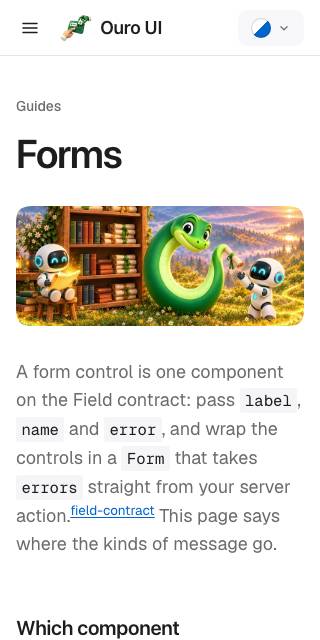 Ouro UI
Guides
Forms
A form control is one component
on the Field contract: pass label,
name and error, and wrap the
controls in a Form that takes
errors straight from your server
action.field-contract This page says
where the kinds of message go.
Which component